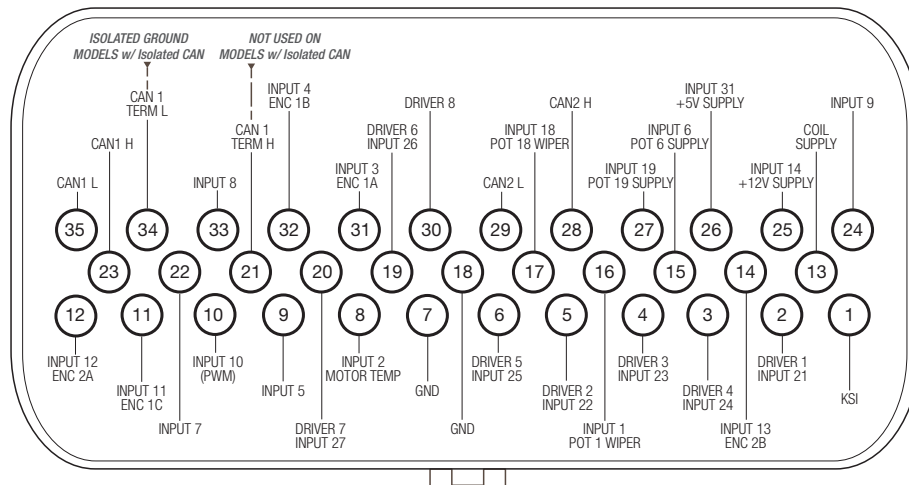 ISOLATED GROUND
MODELS w/ Isolated CAN
NOT USED ON
MODELS w/ Isolated CAN
CAN 1
TERM L
INPUT 4
ENC 1B
DRIVER 8
CAN2 H
INPUT 31
+5V SUPPLY
INPUT 9
CAN1 H
CAN 1
TERM H
DRIVER 6
INPUT 26
INPUT 18
POT 18 WIPER
INPUT 6
POT 6 SUPPLY
COIL
SUPPLY
CAN1 L
INPUT 8
INPUT 3
ENC 1A
CAN2 L
INPUT 19
POT 19 SUPPLY
INPUT 14
+12V SUPPLY
35 34 33 32 31 30 29 28 27 26 25 24
23 22 21 20 19 18 17 16 15 14 13
12 11 10 9 8 7 6 5 4 3 2 1
INPUT 12
ENC 2A
INPUT 11
ENC 1C
INPUT 7
INPUT 10
(PWM)
INPUT 5
DRIVER 7
INPUT 27
INPUT 2
MOTOR TEMP
GND
GND
DRIVER 5
INPUT 25
DRIVER 2
INPUT 22
INPUT 1
POT 1 WIPER
DRIVER 3
INPUT 23
DRIVER 4
INPUT 24
INPUT 13
ENC 2B
DRIVER 1
INPUT 21
KSI